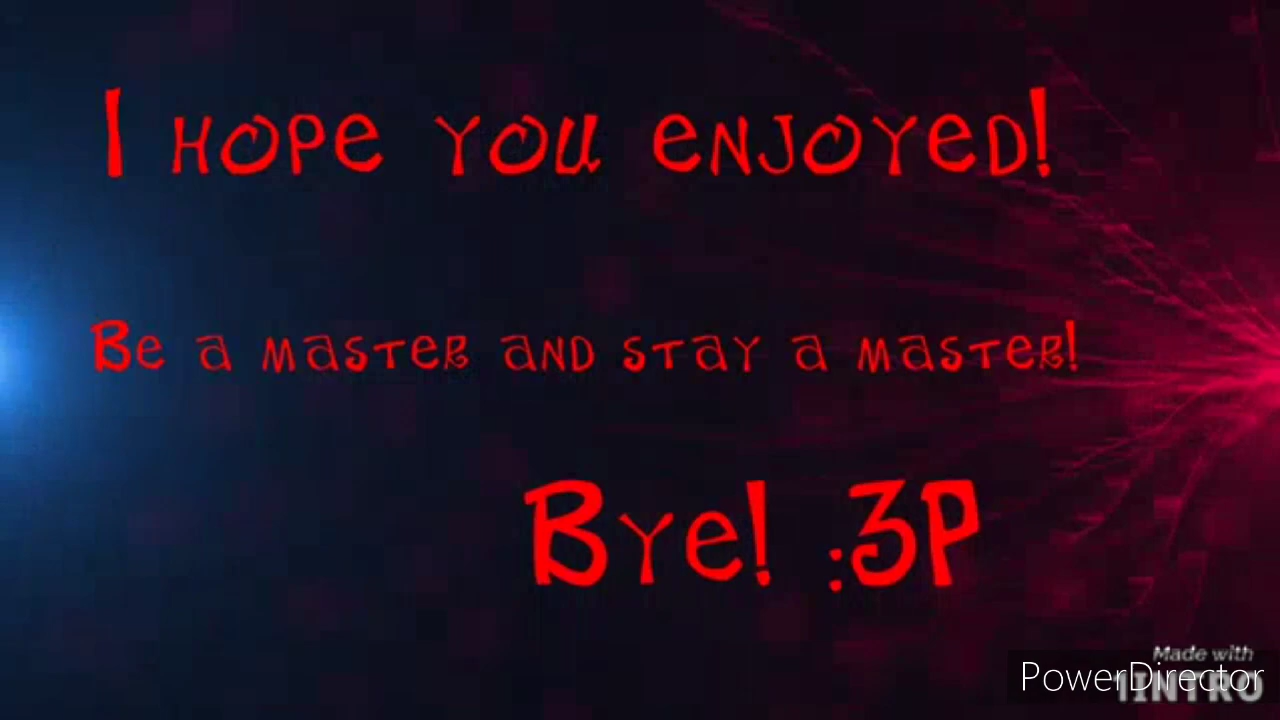 I hope you enjoyed!
Be a master and stay a master!
Bye! :3P
Made with
PowerDirector